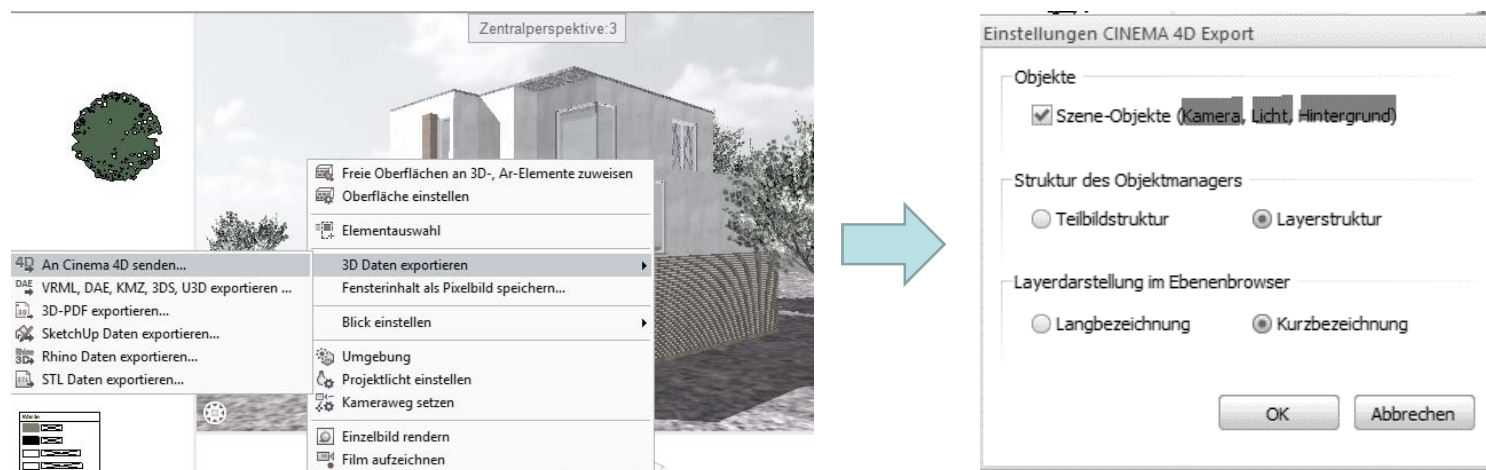 Zentralperspektive:3
Freie Oberflächen an 3D-, Ar-Elemente zuweisen
Oberfläche einstellen
Elementauswahl
3D Daten exportieren
Fensterinhalt als Pixelbild speichern...
Blick einstellen
Umgebung
Projektlicht einstellen
Kameraweg setzen
Einzelbild rendern
Film aufzeichnen
4D An Cinema 4D senden...
DAE VRML, DAE, KMZ, 3DS, U3D exportieren ...
3D-PDF exportieren...
SketchUp Daten exportieren...
Rhino 3D Rhino Daten exportieren...
STL STL Daten exportieren...
Einstellungen CINEMA 4D Export
Objekte
Szene-Objekte (Kamera, Licht, Hintergrund)
Struktur des Objektmanagers
Teilbildstruktur Layerstruktur
Layerdarstellung im Ebenenbrowser
Langbezeichnung Kurzbezeichnung
OK Abbrechen